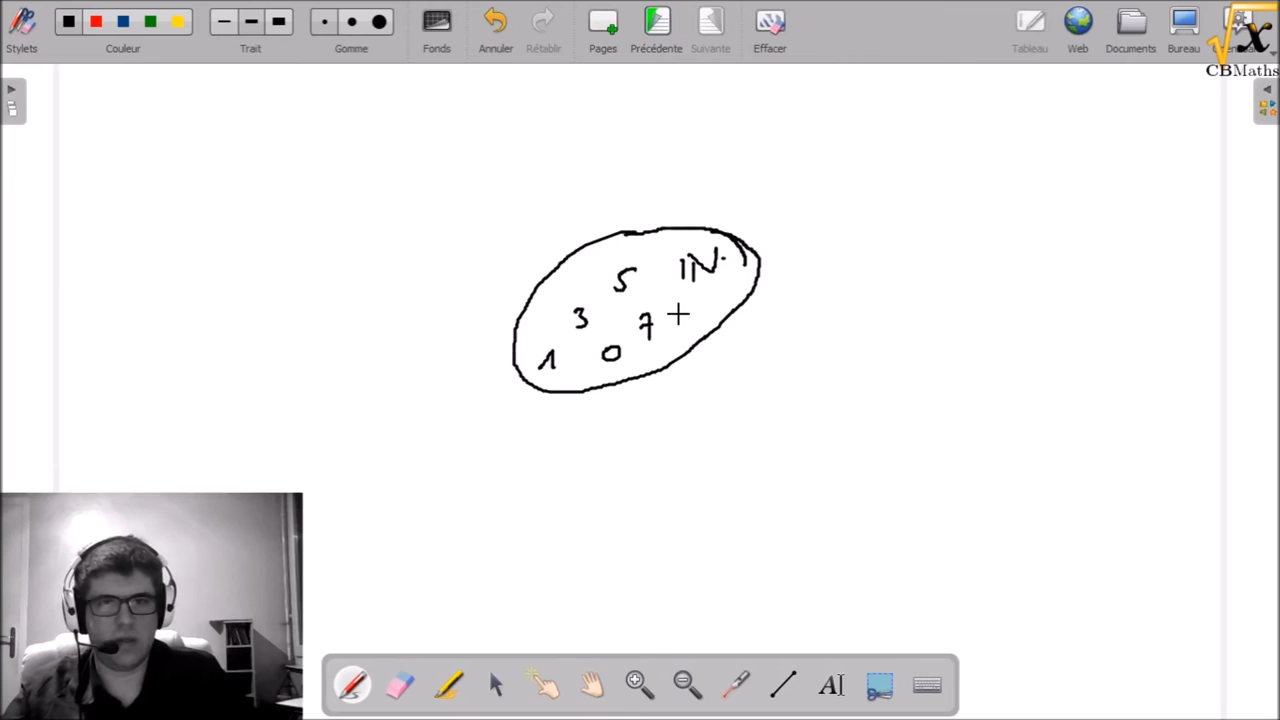 Stylets Couleur Trait Gomme Fonds Annuler Rétablir Pages Précédente Suivante Effacer Tableau Web Documents Bureau
√x
CBMaths
5 IN.
3 7
1 0
AI